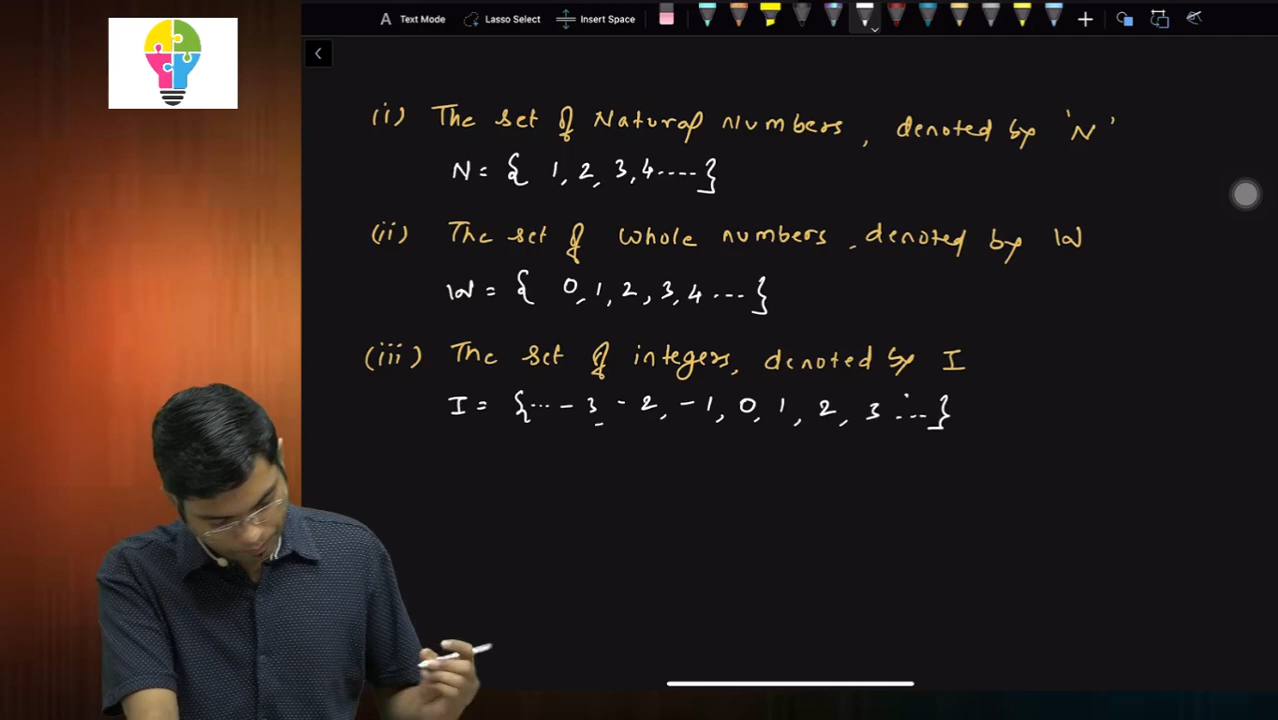 Text Mode Lasso Select Insert Space
(ii) The set of Natural Numbers, denoted by 'N'
N = { 1, 2, 3, 4 ----}
(ii) The set of whole numbers, denoted by W
W = { 0, 1, 2, 3, 4 ---}
(iii) The set of integers, denoted by I
I = {--- -3 -2, -1, 0, 1, 2, 3 ---}